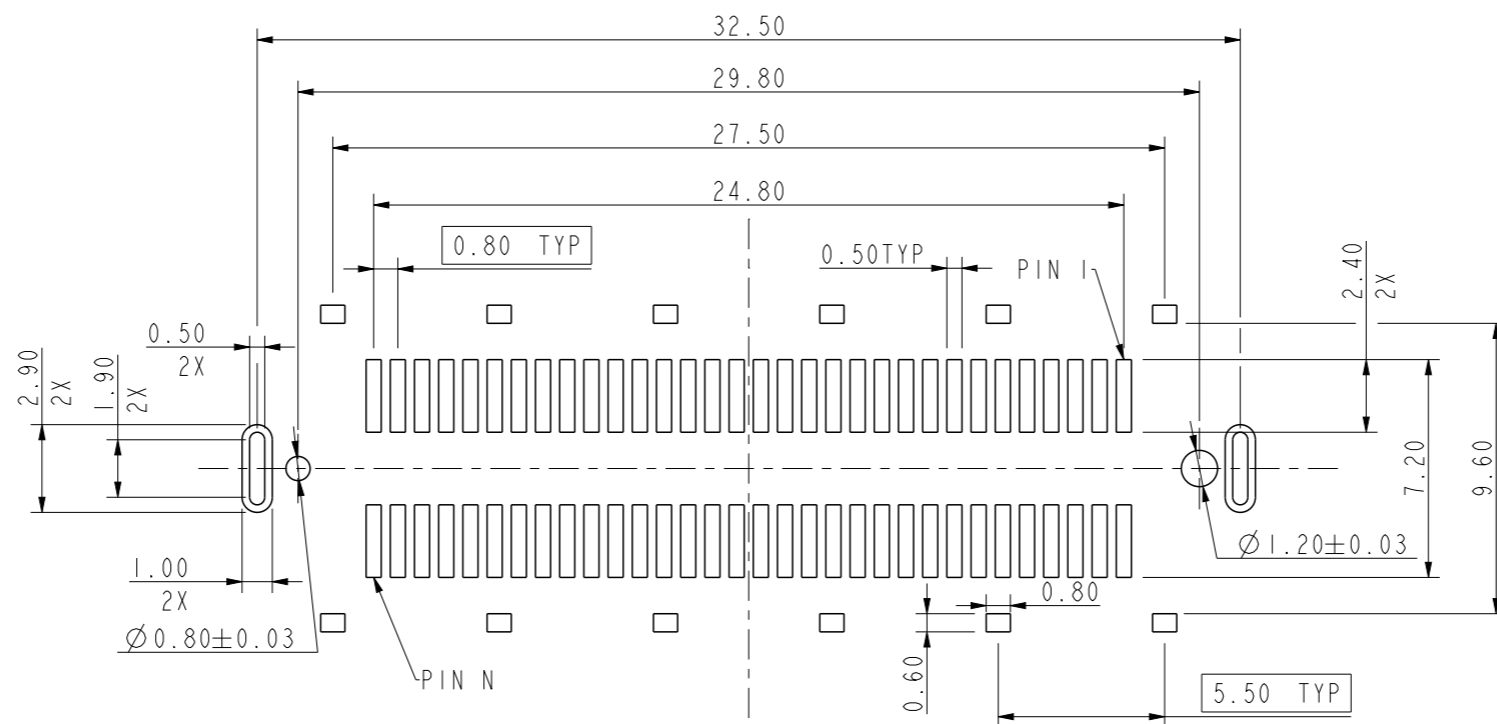 32.50
29.80
27.50
24.80
0.80 TYP
0.50TYP
PIN 1
2.40
2X
0.50
2X
2.90
2X
1.90
2X
7.20
9.60
Ø1.20±0.03
1.00
2X
0.80
Ø0.80±0.03
PIN N
0.60
5.50 TYP